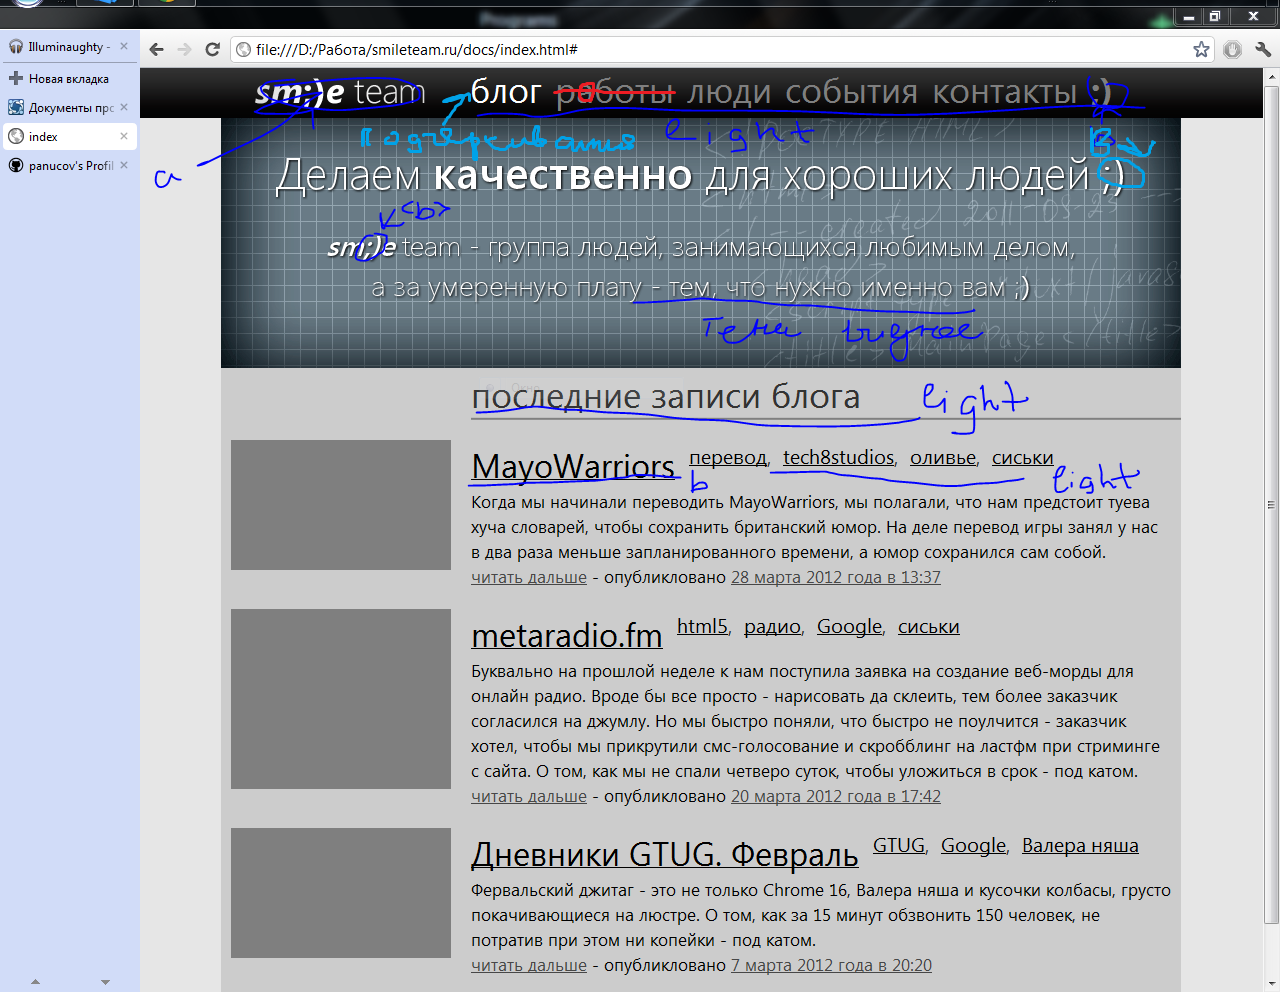 Programs
Illuminaughty -
Новая вкладка
Документы прс
index
panucov's Profil
file:///D:/Работа/smileteam.ru/docs/index.html#
sm;)e team блог работы люди события контакты ;)
подчеркивания light
a
Делаем качественно для хороших людей ;)
<b>
sm;)e team - группа людей, занимающихся любимым делом,
а за умеренную плату - тем, что нужно именно вам ;)
тени
последние записи блога light
MayoWarriors перевод, tech8studios, оливье, сиськи
b light
Когда мы начинали переводить MayoWarriors, мы полагали, что нам предстоит туева
хуча словарей, чтобы сохранить британский юмор. На деле перевод игры занял у нас
в два раза меньше запланированного времени, а юмор сохранился сам собой.
читать дальше - опубликловано 28 марта 2012 года в 13:37
metaradio.fm html5, радио, Google, сиськи
Буквально на прошлой неделе к нам поступила заявка на создание веб-морды для
онлайн радио. Вроде бы все просто - нарисовать да склеить, тем более заказчик
согласился на джумлу. Но мы быстро поняли, что быстро не поулчится - заказчик
хотел, чтобы мы прикрутили смс-голосование и скробблинг на ластфм при стриминге
с сайта. О том, как мы не спали четверо суток, чтобы уложиться в срок - под катом.
читать дальше - опубликловано 20 марта 2012 года в 17:42
Дневники GTUG. Февраль GTUG, Google, Валера няша
Фервальский джитаг - это не только Chrome 16, Валера няша и кусочки колбасы, грусто
покачивающиеся на люстре. О том, как за 15 минут обзвонить 150 человек, не
потратив при этом ни копейки - под катом.
читать дальше - опубликловано 7 марта 2012 года в 20:20